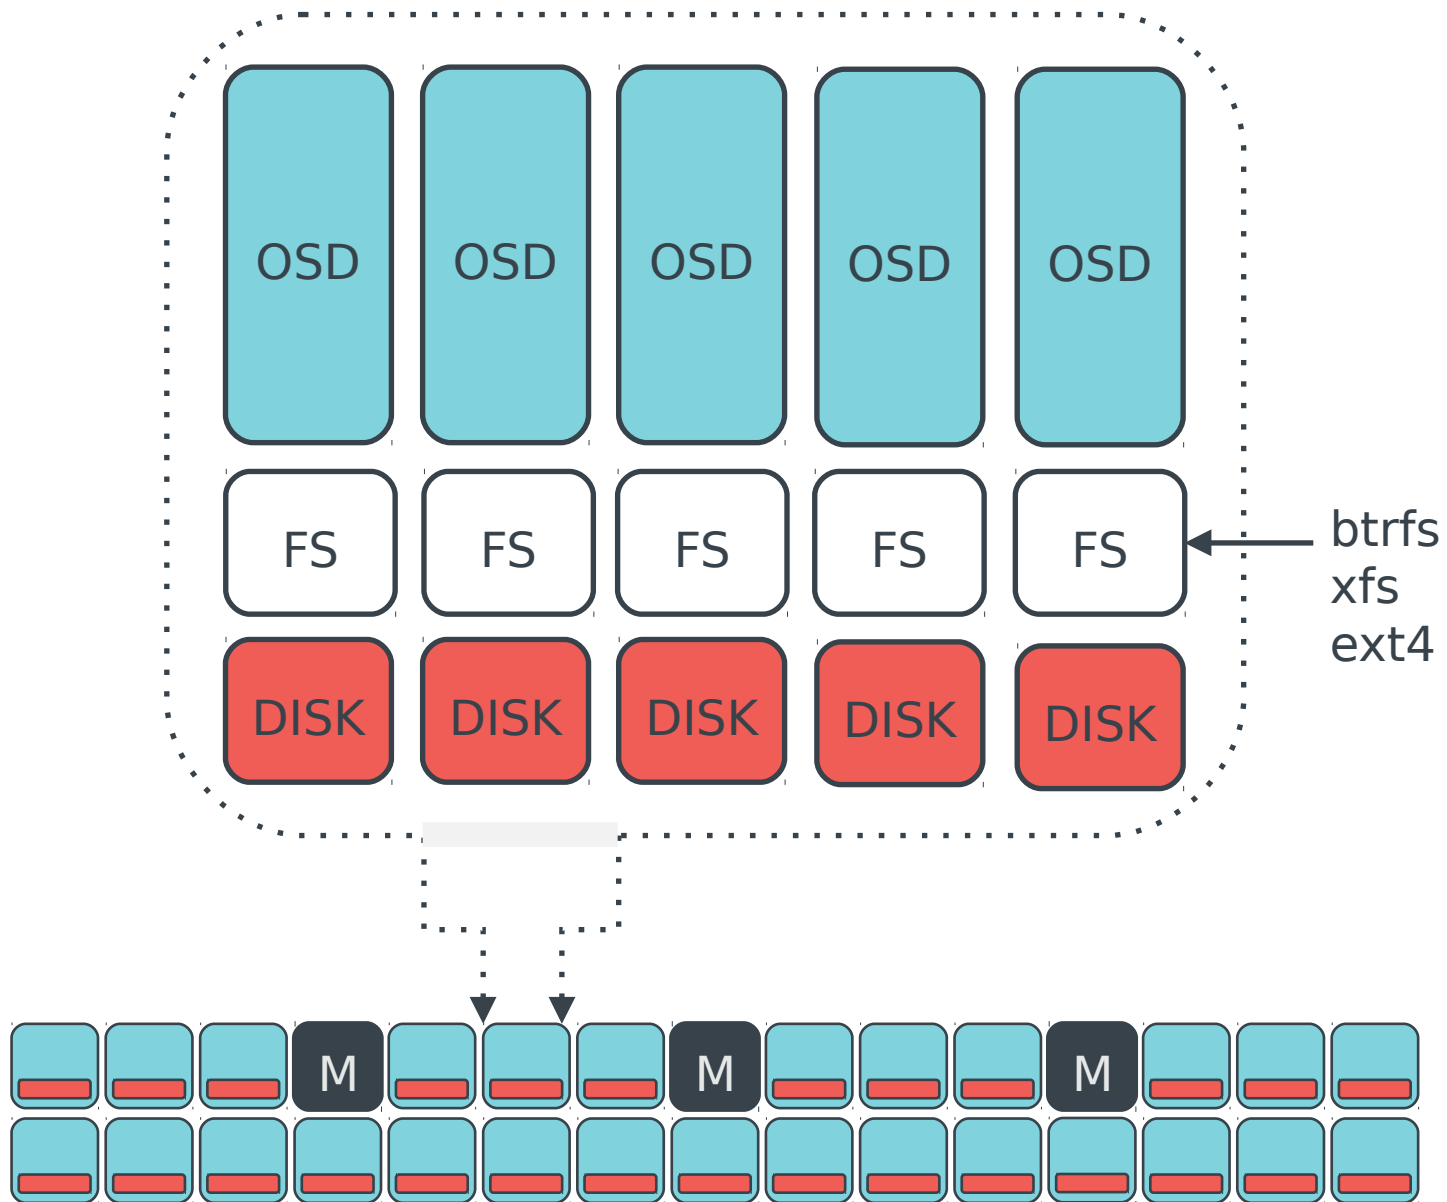 OSD OSD OSD OSD OSD
FS FS FS FS FS
btrfs
xfs
ext4
DISK DISK DISK DISK DISK
M M M